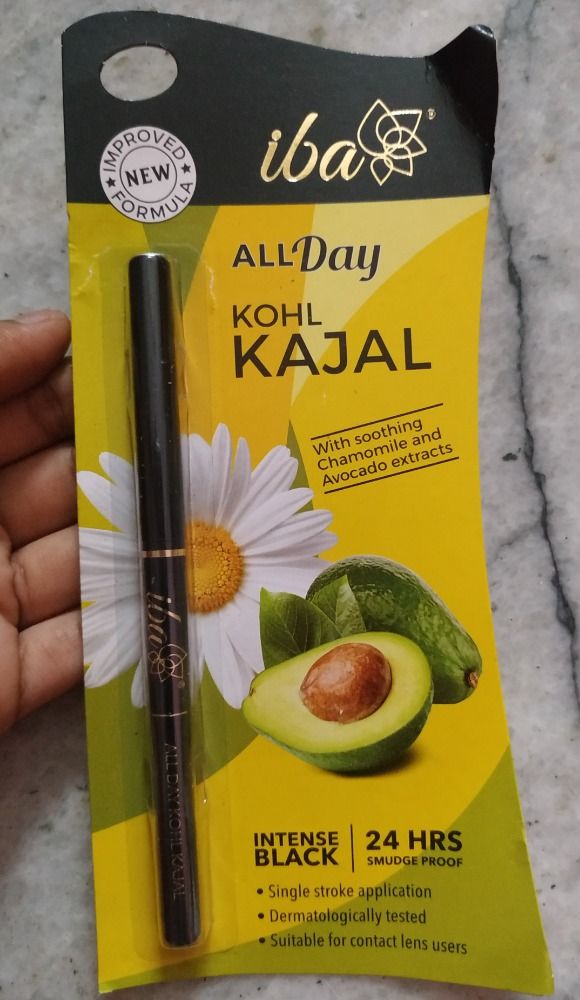 IMPROVED
NEW
FORMULA
iba®
ALL Day
KOHL
KAJAL
With soothing
Chamomile and
Avocado extracts
iba®
ALL DAY KOHL KAJAL
INTENSE
BLACK
24 HRS
SMUDGE PROOF
• Single stroke application
• Dermatologically tested
• Suitable for contact lens users